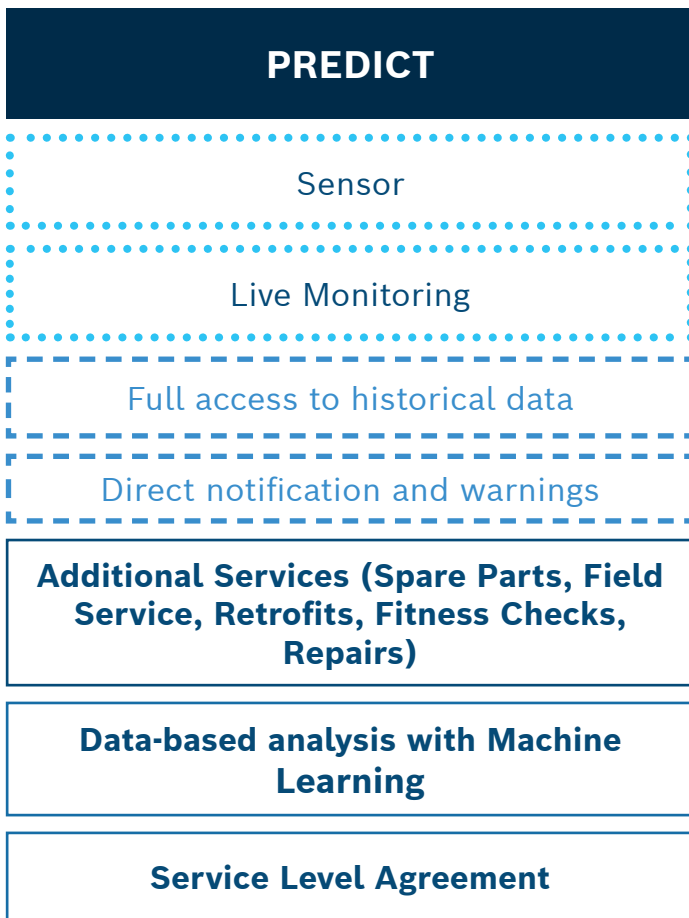 PREDICT
Sensor
Live Monitoring
Full access to historical data
Direct notification and warnings
Additional Services (Spare Parts, Field
Service, Retrofits, Fitness Checks,
Repairs)
Data-based analysis with Machine
Learning
Service Level Agreement